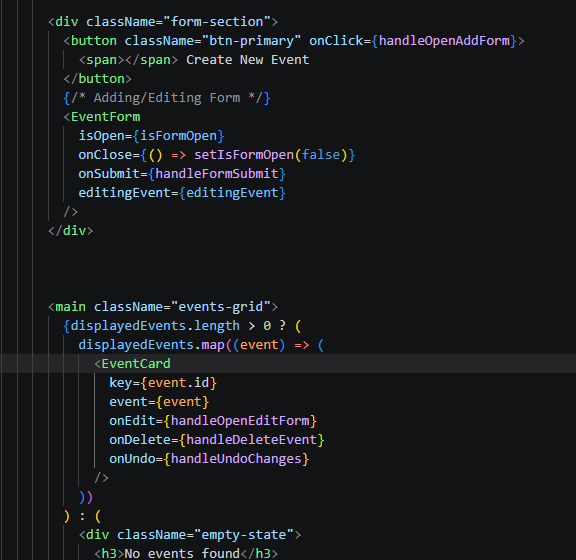 <div className="form-section">
<button className="btn-primary" onClick={handleOpenAddForm}>
<span></span> Create New Event
</button>
{/* Adding/Editing Form */}
<EventForm
isOpen={isFormOpen}
onClose={() => setIsFormOpen(false)}
onSubmit={handleFormSubmit}
editingEvent={editingEvent}
/>
</div>
<main className="events-grid">
{displayedEvents.length > 0 ? (
displayedEvents.map((event) => (
<EventCard
key={event.id}
event={event}
onEdit={handleOpenEditForm}
onDelete={handleDeleteEvent}
onUndo={handleUndoChanges}
/>
))
) : (
<div className="empty-state">
<h3>No events found</h3>